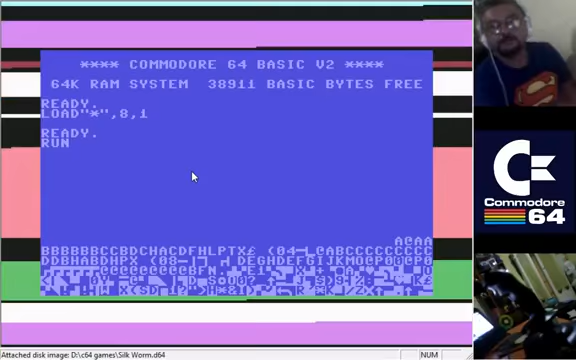 **** COMMODORE 64 BASIC V2 ****
64K RAM SYSTEM 38911 BASIC BYTES FREE
READY.
LOAD"*",8,1
READY.
RUN
A@AA
Commodore
64
Attached disk image: D:\c64 games\Silk Worm.d64
NUM